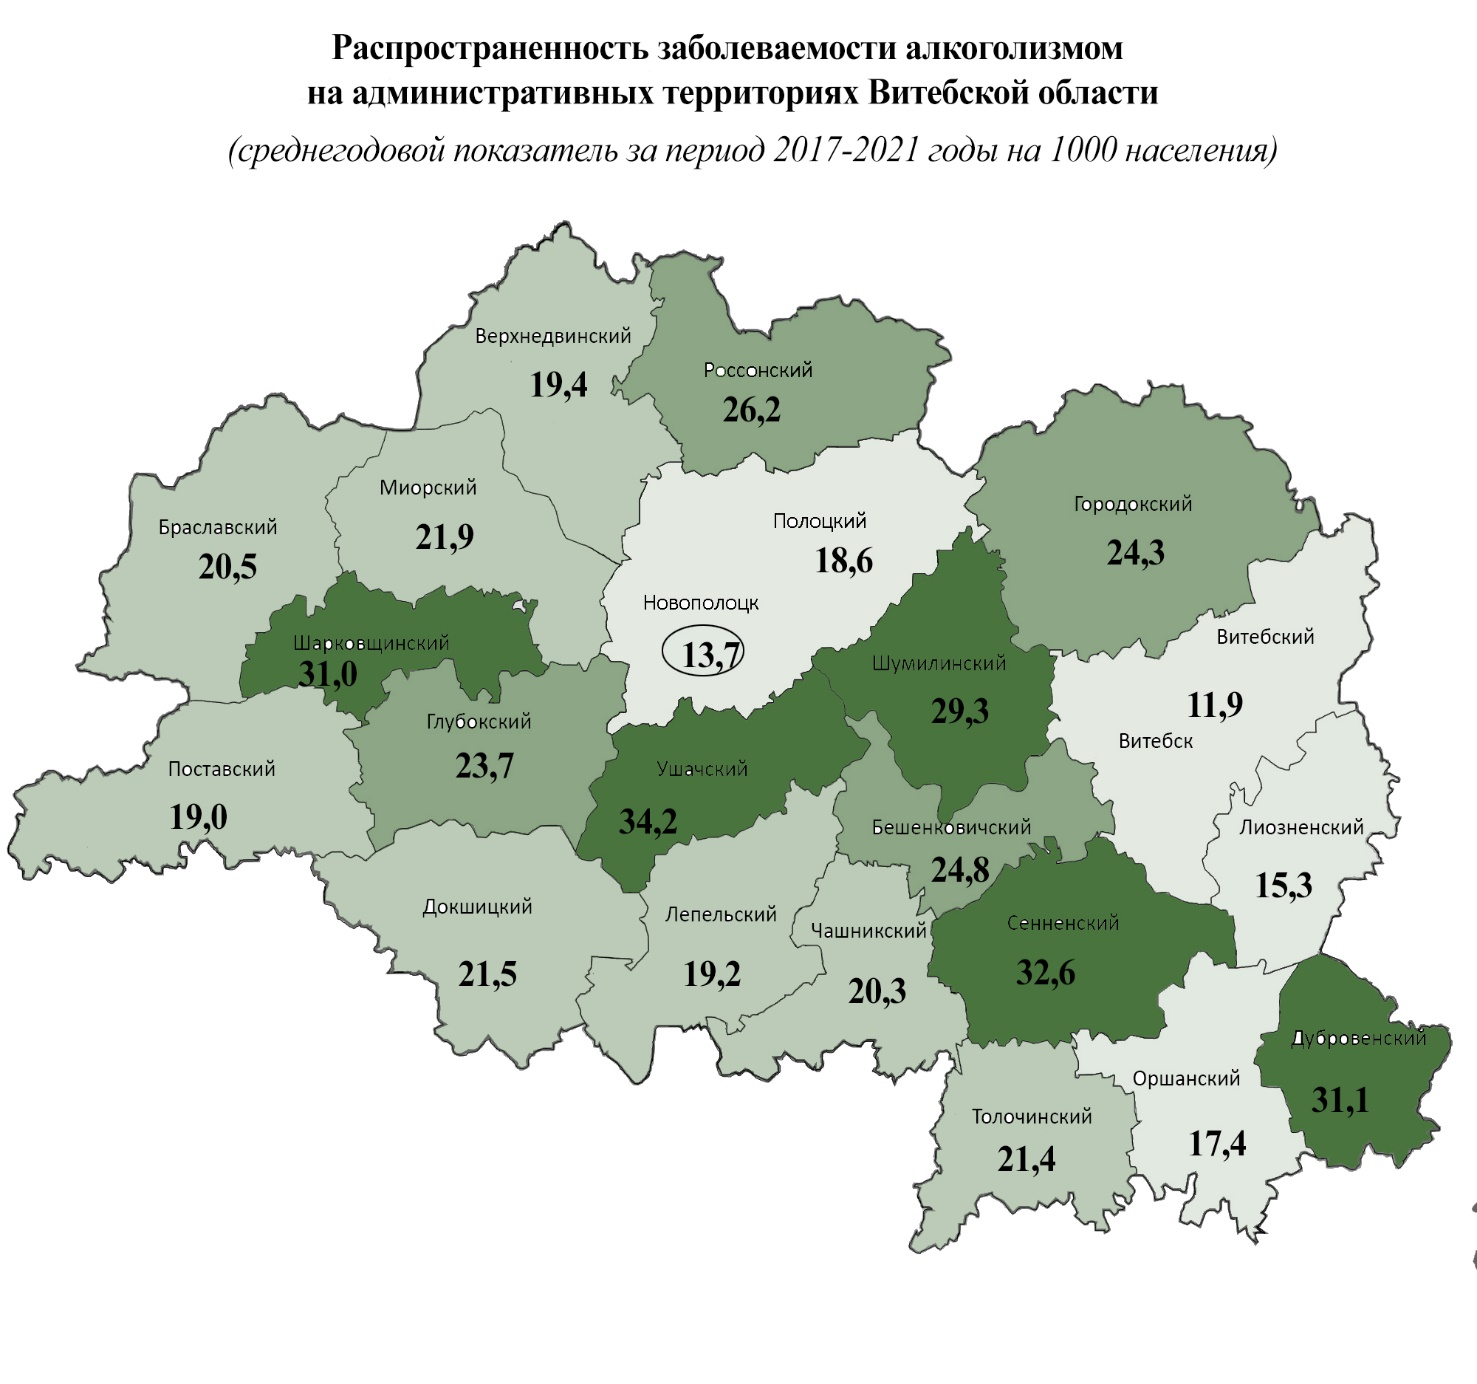 Распространенность заболеваемости алкоголизмом
на административных территориях Витебской области
(среднегодовой показатель за период 2017-2021 годы на 1000 населения)
Верхнедвинский
19,4
Россонский
26,2
Браславский
20,5
Миорский
21,9
Полоцкий
18,6
Новополоцк
13,7
Городокский
24,3
Шарковщинский
31,0
Шумилинский
29,3
Витебский
11,9
Витебск
Поставский
19,0
Глубокский
23,7
Ушачский
34,2
Бешенковичский
24,8
Лиозненский
15,3
Докшицкий
21,5
Лепельский
19,2
Чашникский
20,3
Сенненский
32,6
Дубровенский
31,1
Оршанский
17,4
Толочинский
21,4